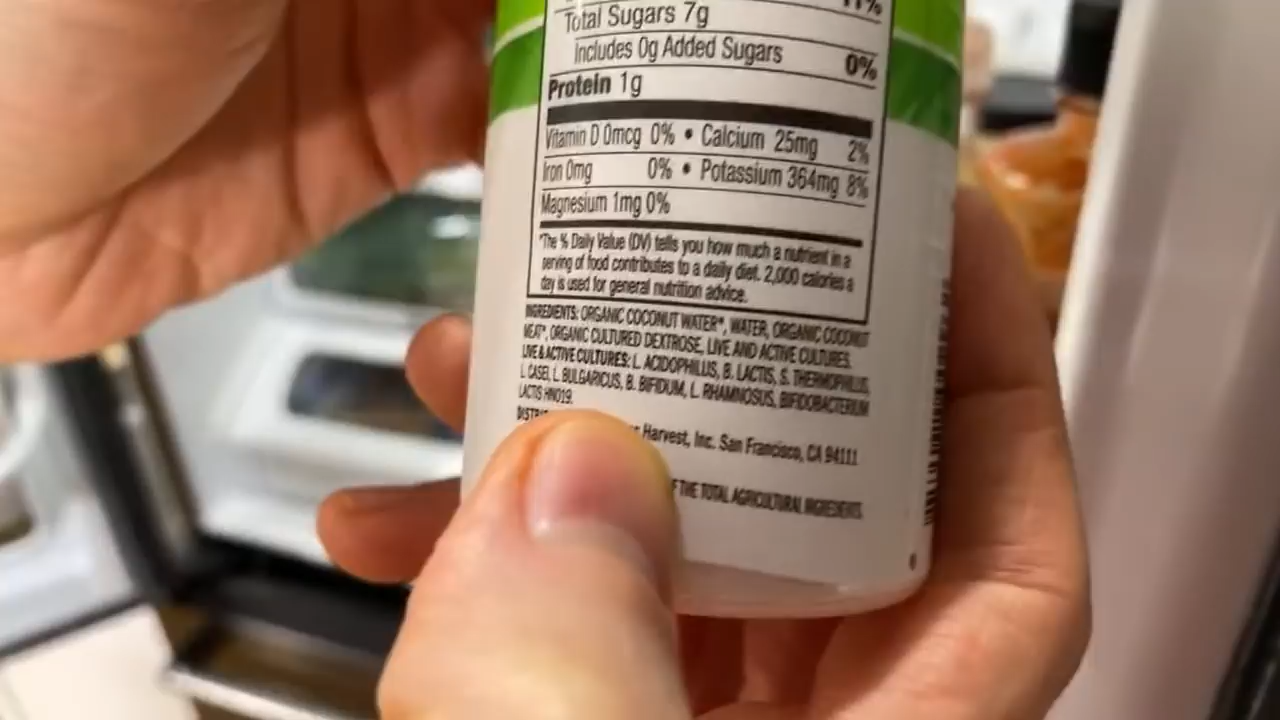 11%
Total Sugars 7g
Includes 0g Added Sugars 0%
Protein 1g
Vitamin D 0mcg 0% • Calcium 25mg 2%
Iron 0mg 0% • Potassium 364mg 8%
Magnesium 1mg 0%
*The % Daily Value (DV) tells you how much a nutrient in a
serving of food contributes to a daily diet. 2,000 calories a
day is used for general nutrition advice.
INGREDIENTS: ORGANIC COCONUT WATER*, WATER, ORGANIC COCONUT
MEAT*, ORGANIC CULTURED DEXTROSE, LIVE AND ACTIVE CULTURES.
LIVE & ACTIVE CULTURES: L. ACIDOPHILUS, B. LACTIS, S. THERMOPHILUS,
L. CASEI, L. BULGARICUS, B. BIFIDUM, L. RHAMNOSUS, BIFIDOBACTERIUM
LACTIS HN019.
Harvest, Inc. San Francisco, CA 94111
THE TOTAL AGRICULTURAL INGREDIENTS.